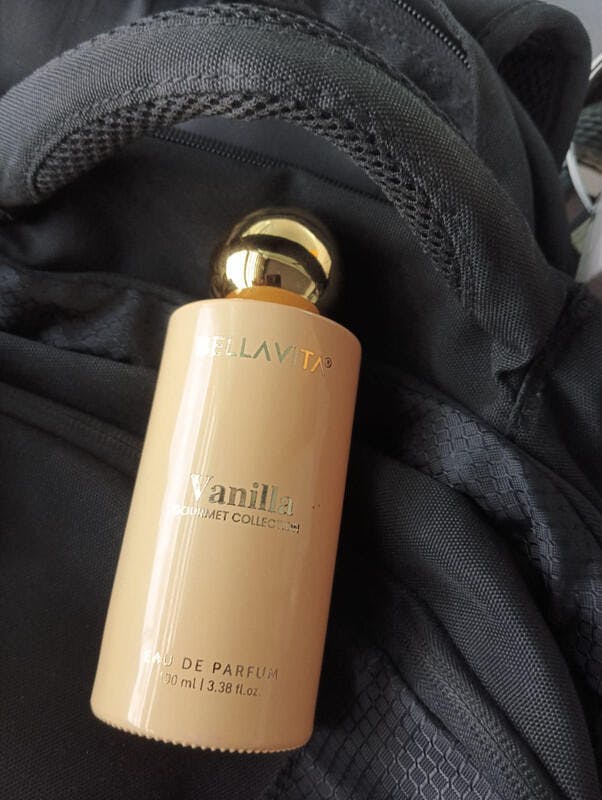 BELLAVITA®
Vanilla
GOURMET COLLECTION
EAU DE PARFUM
100 ml | 3.38 fl.oz.